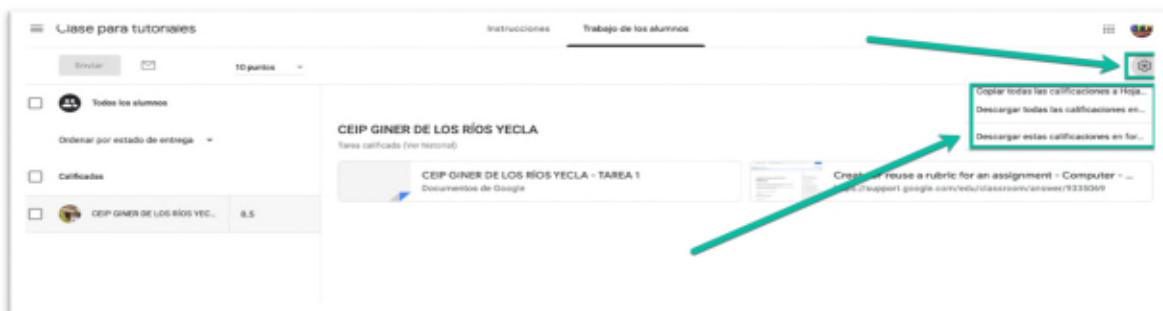 Clase para tutoriales
Instrucciones
Trabajo de los alumnos
Enviar
10 puntos
Todos los alumnos
Ordenar por estado de entrega
Calificadas
CEIP GINER DE LOS RÍOS YEC...
8.5
CEIP GINER DE LOS RÍOS YECLA
Tarea calificada (Ver historial)
CEIP GINER DE LOS RÍOS YECLA - TAREA 1
Documentos de Google
Create or reuse a rubric for an assignment - Computer - ...
https://support.google.com/edu/classroom/answer/9335069
Copiar todas las calificaciones a Hoja...
Descargar todas las calificaciones en...
Descargar estas calificaciones en for...